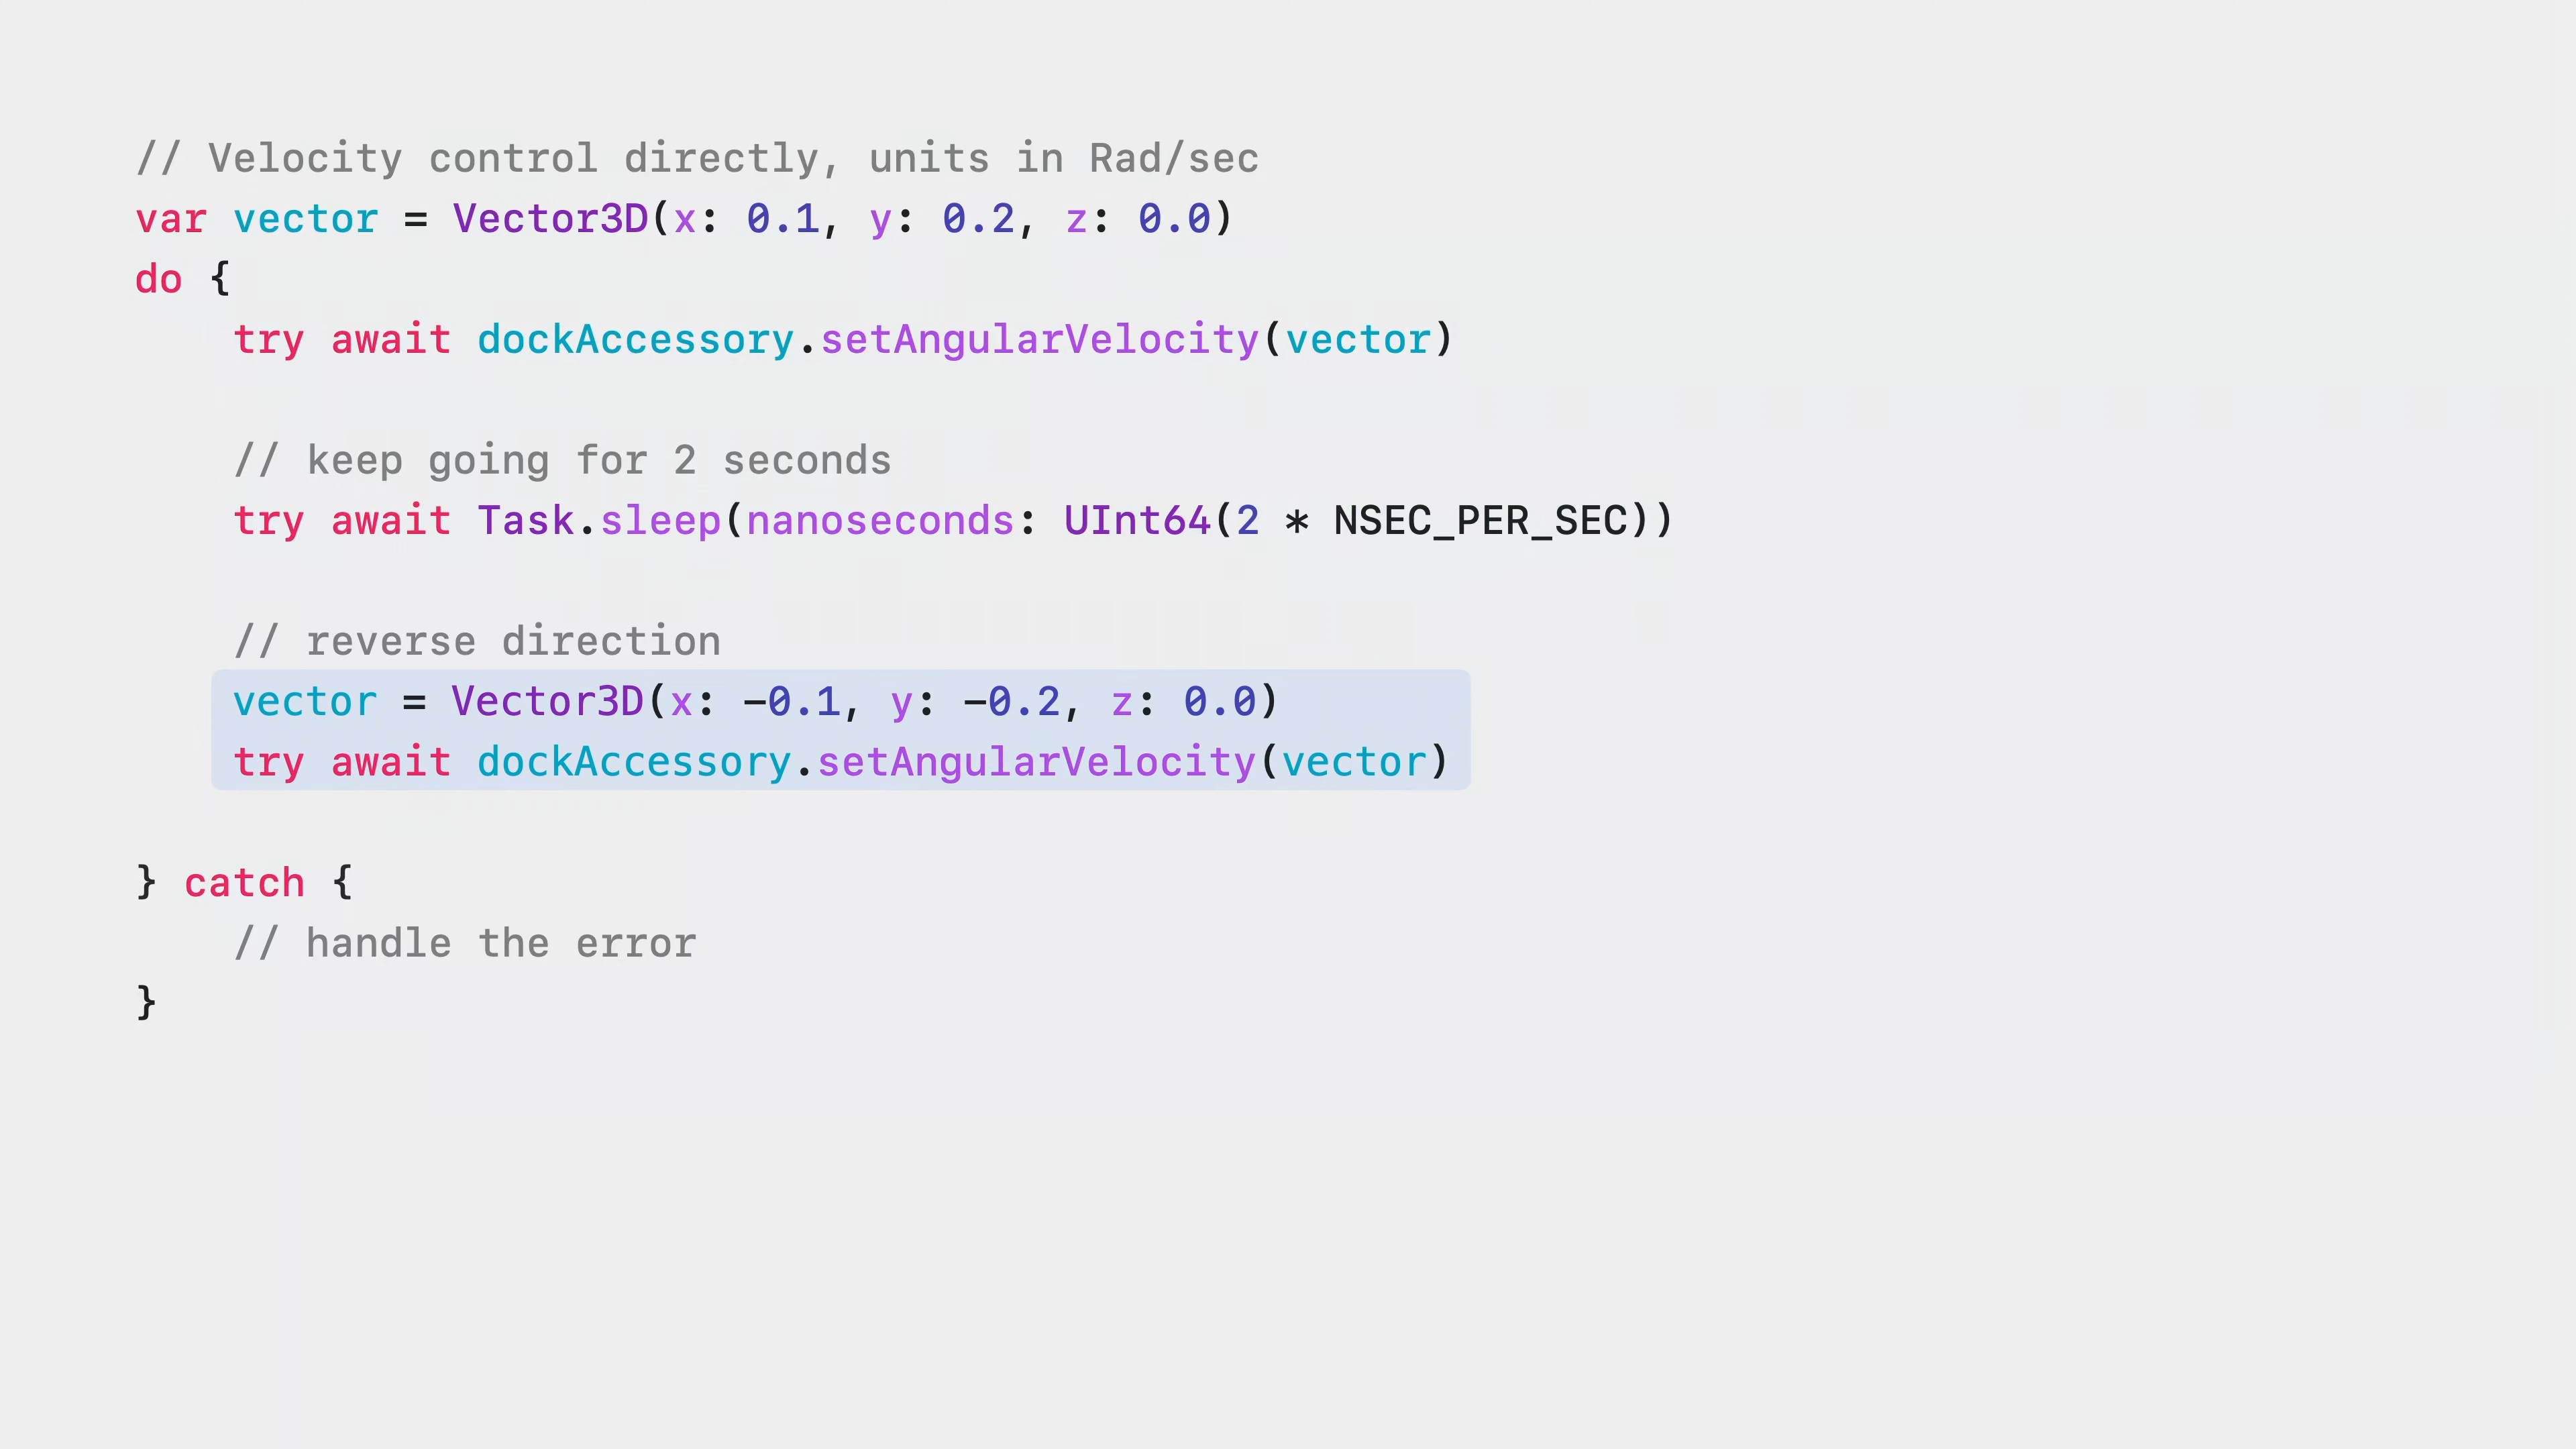 // Velocity control directly, units in Rad/sec
var vector = Vector3D(x: 0.1, y: 0.2, z: 0.0)
do {
    try await dockAccessory.setAngularVelocity(vector)
    // keep going for 2 seconds
    try await Task.sleep(nanoseconds: UInt64(2 * NSEC_PER_SEC))
    // reverse direction
    vector = Vector3D(x: -0.1, y: -0.2, z: 0.0)
    try await dockAccessory.setAngularVelocity(vector)
} catch {
    // handle the error
}